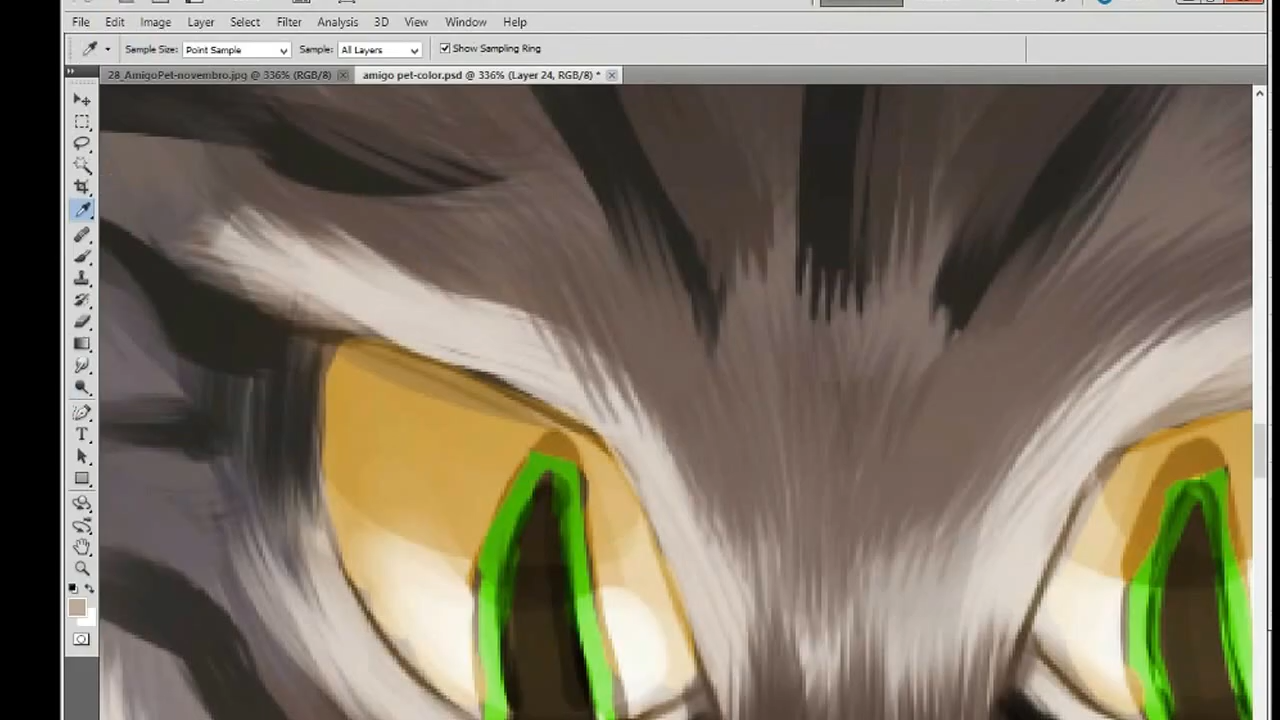 File Edit Image Layer Select Filter Analysis 3D View Window Help
Sample Size: Point Sample Sample: All Layers Show Sampling Ring
28_AmigoPet-novembro.jpg @ 336% (RGB/8) amigo pet-color.psd @ 336% (Layer 24, RGB/8) *
T